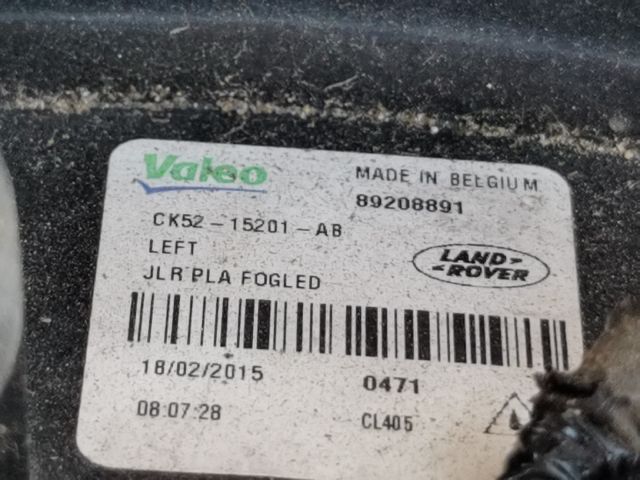 Valeo
MADE IN BELGIUM
89208891
CK52-15201-AB
LEFT
LAND-ROVER
JLR PLA FOGLED
18/02/2015
0471
08:07:28
CL405